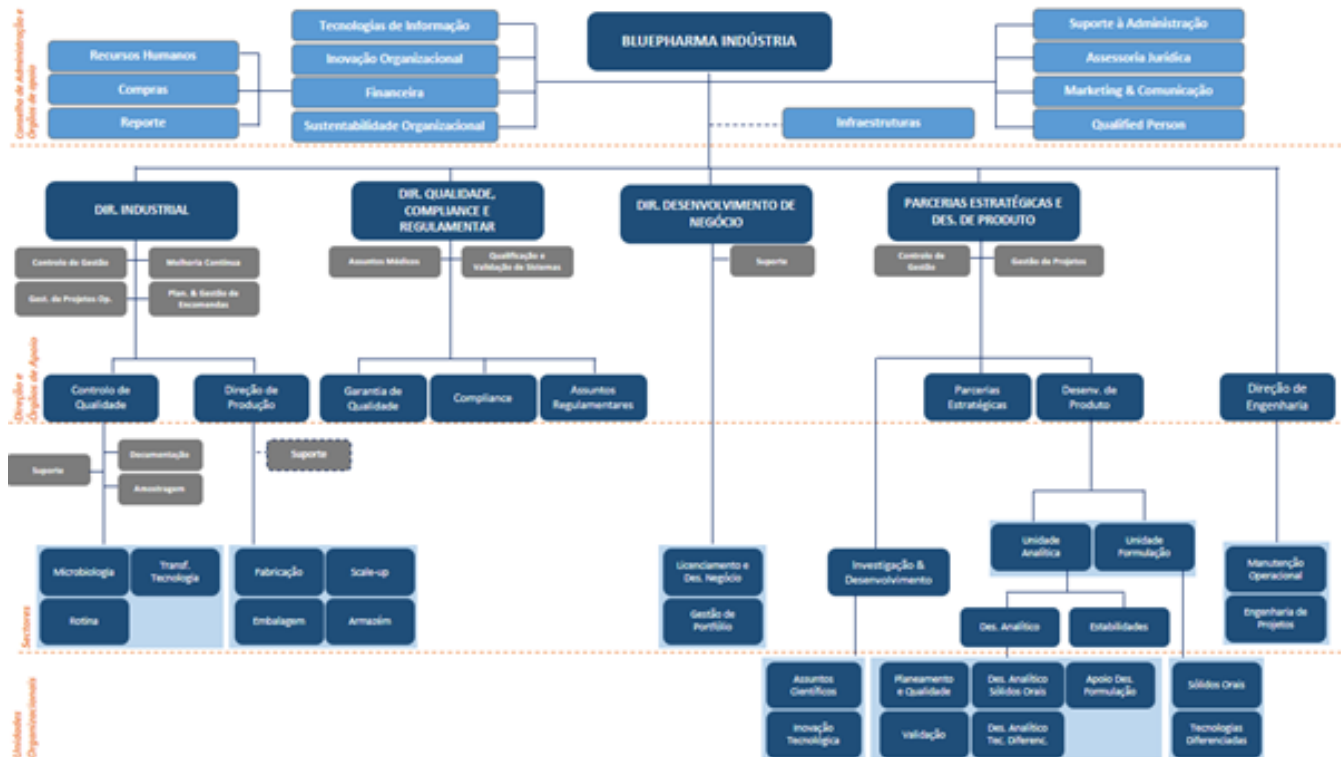 Conselho de Administração e
Órgãos de apoio
Recursos Humanos
Compras
Reporte
Tecnologias de Informação
Inovação Organizacional
Financeira
Sustentabilidade Organizacional
BLUEPHARMA INDÚSTRIA
Infraestruturas
Suporte à Administração
Assessoria Jurídica
Marketing & Comunicação
Qualified Person
Direção e
Órgãos de Apoio
DIR. INDUSTRIAL
Controlo de Gestão
Melhoria Contínua
Gest. de Projetos Op.
Plan. & Gestão de
Encomendas
DIR. QUALIDADE,
COMPLIANCE E
REGULAMENTAR
Assuntos Médicos
Qualificação e
Validação de Sistemas
DIR. DESENVOLVIMENTO DE
NEGÓCIO
Suporte
PARCERIAS ESTRATÉGICAS E
DES. DE PRODUTO
Controlo de
Gestão
Gestão de Projetos
Controlo de
Qualidade
Direção de
Produção
Garantia de
Qualidade
Compliance
Assuntos
Regulamentares
Parcerias
Estratégicas
Desenv. de
Produto
Direção de
Engenharia
Sectores
Suporte
Documentação
Amostragem
Suporte
Microbiologia
Transf.
Tecnologia
Rotina
Fabricação
Scale-up
Embalagem
Armazém
Licenciamento e
Des. Negócio
Gestão de
Portfólio
Investigação &
Desenvolvimento
Unidade
Analítica
Unidade
Formulação
Des. Analítico
Estabilidades
Manutenção
Operacional
Engenharia de
Projetos
Unidades
Organizacionais
Assuntos
Científicos
Inovação
Tecnológica
Planeamento
e Qualidade
Validação
Des. Analítico
Sólidos Orais
Des. Analítico
Tec. Diferenc.
Apoio Des.
Formulação
Sólidos Orais
Tecnologias
Diferenciadas